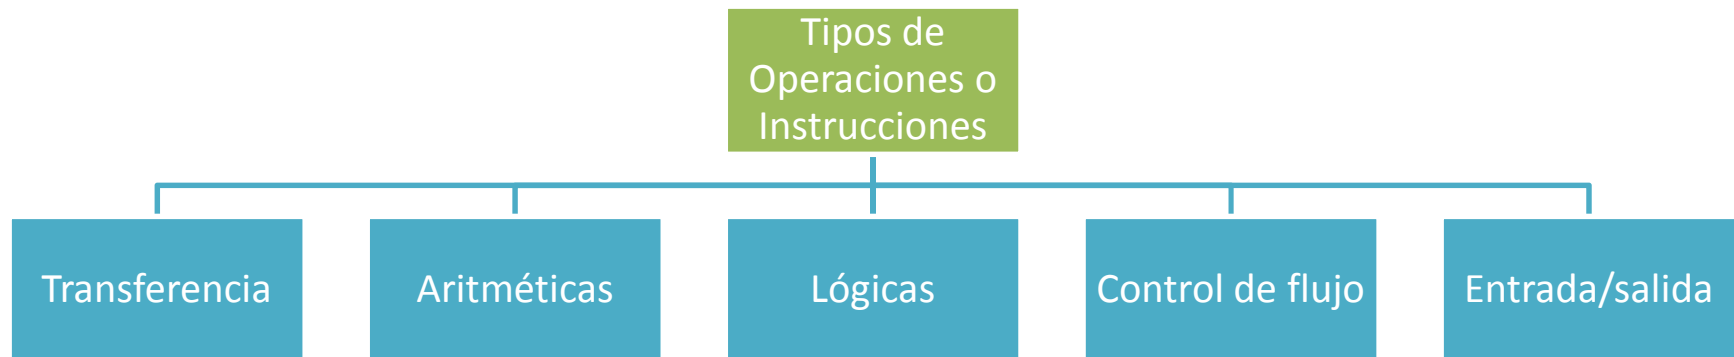 Tipos de
Operaciones o
Instrucciones
Transferencia
Aritméticas
Lógicas
Control de flujo
Entrada/salida